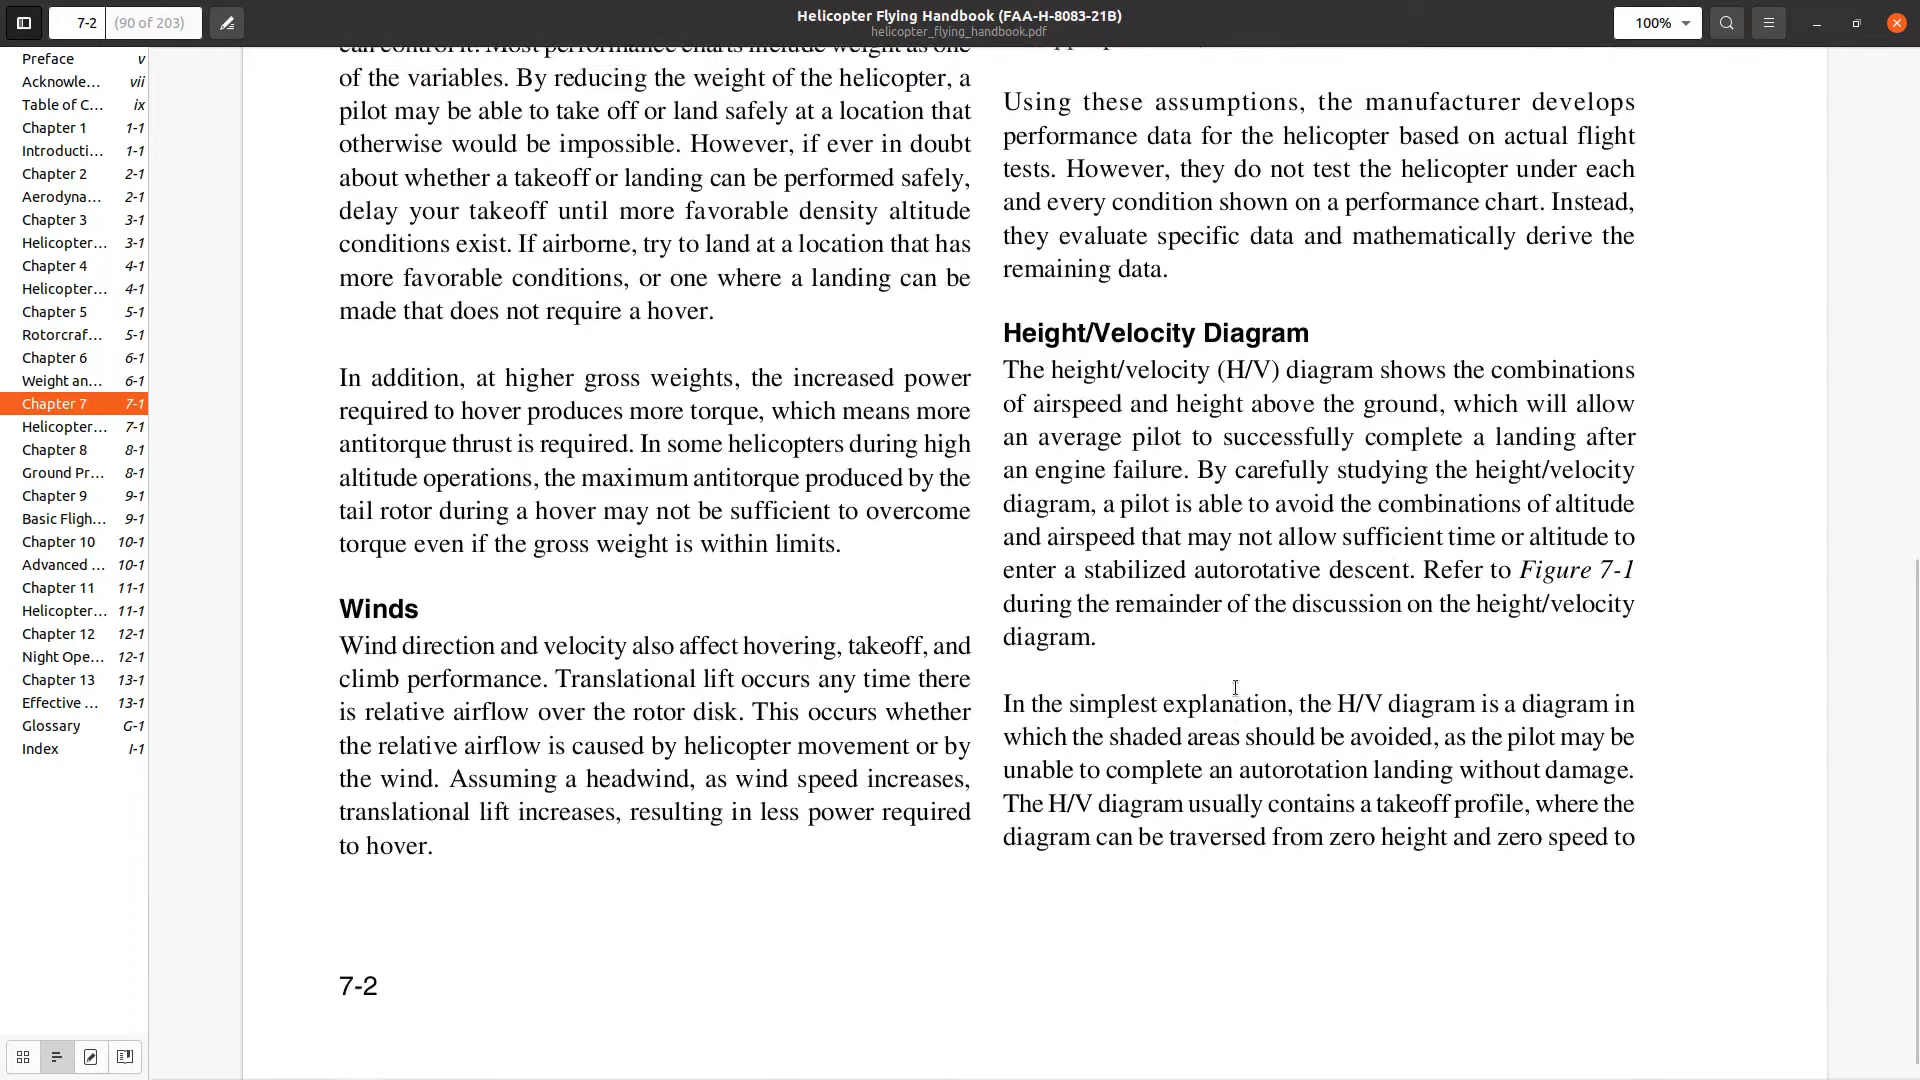 7-2
(90 of 203)
Helicopter Flying Handbook (FAA-H-8083-21B)
helicopter_flying_handbook.pdf
100%
Preface v
Acknowle... vii
Table of C... ix
Chapter 1 1-1
Introducti... 1-1
Chapter 2 2-1
Aerodyna... 2-1
Chapter 3 3-1
Helicopter... 3-1
Chapter 4 4-1
Helicopter... 4-1
Chapter 5 5-1
Rotorcraf... 5-1
Chapter 6 6-1
Weight an... 6-1
Chapter 7 7-1
Helicopter... 7-1
Chapter 8 8-1
Ground Pr... 8-1
Chapter 9 9-1
Basic Fligh... 9-1
Chapter 10 10-1
Advanced ... 10-1
Chapter 11 11-1
Helicopter... 11-1
Chapter 12 12-1
Night Ope... 12-1
Chapter 13 13-1
Effective ... 13-1
Glossary G-1
Index I-1
can control it. Most performance charts include weight as one
of the variables. By reducing the weight of the helicopter, a
pilot may be able to take off or land safely at a location that
otherwise would be impossible. However, if ever in doubt
about whether a takeoff or landing can be performed safely,
delay your takeoff until more favorable density altitude
conditions exist. If airborne, try to land at a location that has
more favorable conditions, or one where a landing can be
made that does not require a hover.
In addition, at higher gross weights, the increased power
required to hover produces more torque, which means more
antitorque thrust is required. In some helicopters during high
altitude operations, the maximum antitorque produced by the
tail rotor during a hover may not be sufficient to overcome
torque even if the gross weight is within limits.
Winds
Wind direction and velocity also affect hovering, takeoff, and
climb performance. Translational lift occurs any time there
is relative airflow over the rotor disk. This occurs whether
the relative airflow is caused by helicopter movement or by
the wind. Assuming a headwind, as wind speed increases,
translational lift increases, resulting in less power required
to hover.
Using these assumptions, the manufacturer develops
performance data for the helicopter based on actual flight
tests. However, they do not test the helicopter under each
and every condition shown on a performance chart. Instead,
they evaluate specific data and mathematically derive the
remaining data.
Height/Velocity Diagram
The height/velocity (H/V) diagram shows the combinations
of airspeed and height above the ground, which will allow
an average pilot to successfully complete a landing after
an engine failure. By carefully studying the height/velocity
diagram, a pilot is able to avoid the combinations of altitude
and airspeed that may not allow sufficient time or altitude to
enter a stabilized autorotative descent. Refer to Figure 7-1
during the remainder of the discussion on the height/velocity
diagram.
In the simplest explanation, the H/V diagram is a diagram in
which the shaded areas should be avoided, as the pilot may be
unable to complete an autorotation landing without damage.
The H/V diagram usually contains a takeoff profile, where the
diagram can be traversed from zero height and zero speed to
7-2